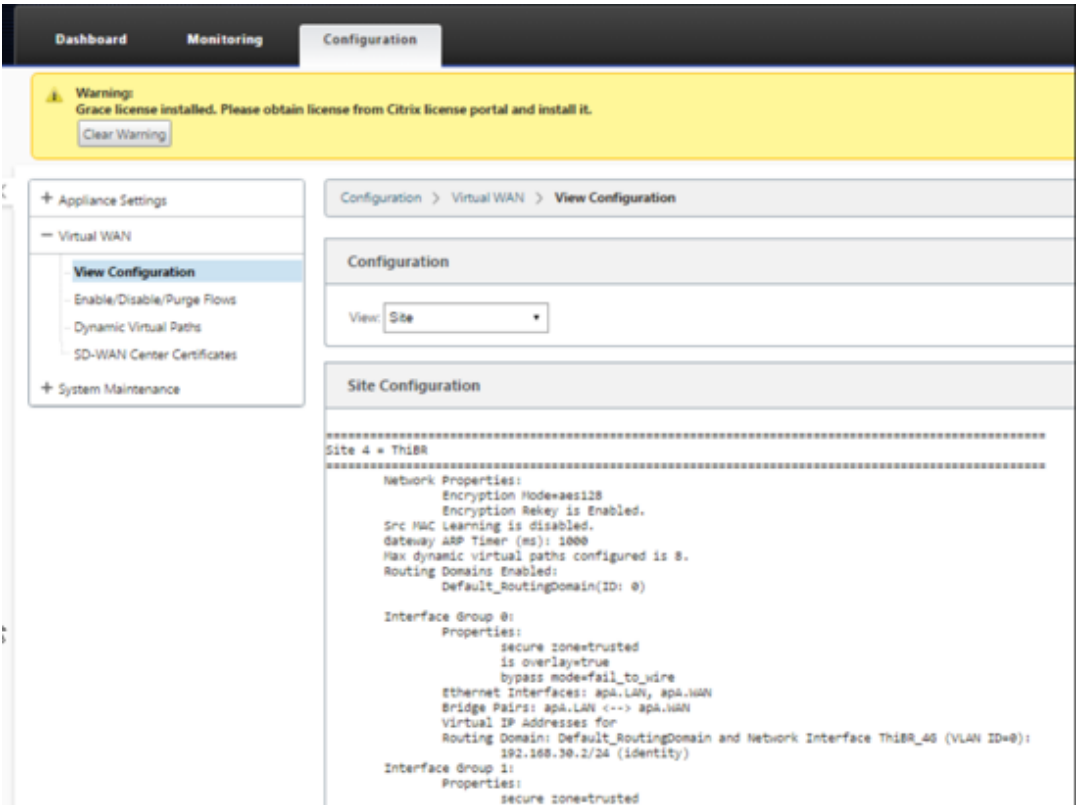 Dashboard Monitoring Configuration
Warning:
Grace license installed. Please obtain license from Citrix license portal and install it.
Clear Warning
+ Appliance Settings
− Virtual WAN
View Configuration
Enable/Disable/Purge Flows
Dynamic Virtual Paths
SD-WAN Center Certificates
+ System Maintenance
Configuration > Virtual WAN > View Configuration
Configuration
View: Site
Site Configuration
Site 4 = ThiBR
Network Properties:
Encryption Mode=aes128
Encryption Rekey is Enabled.
Src MAC Learning is disabled.
Gateway ARP Timer (ms): 1000
Max dynamic virtual paths configured is 8.
Routing Domains Enabled:
Default_RoutingDomain(ID: 0)
Interface Group 0:
Properties:
secure zone=trusted
is overlay=true
bypass mode=fail_to_wire
Ethernet Interfaces: apA.LAN, apA.WAN
Bridge Pairs: apA.LAN <--> apA.WAN
Virtual IP Addresses for
Routing Domain: Default_RoutingDomain and Network Interface ThiBR_4G (VLAN ID=0):
192.168.30.2/24 (identity)
Interface Group 1:
Properties:
secure zone=trusted